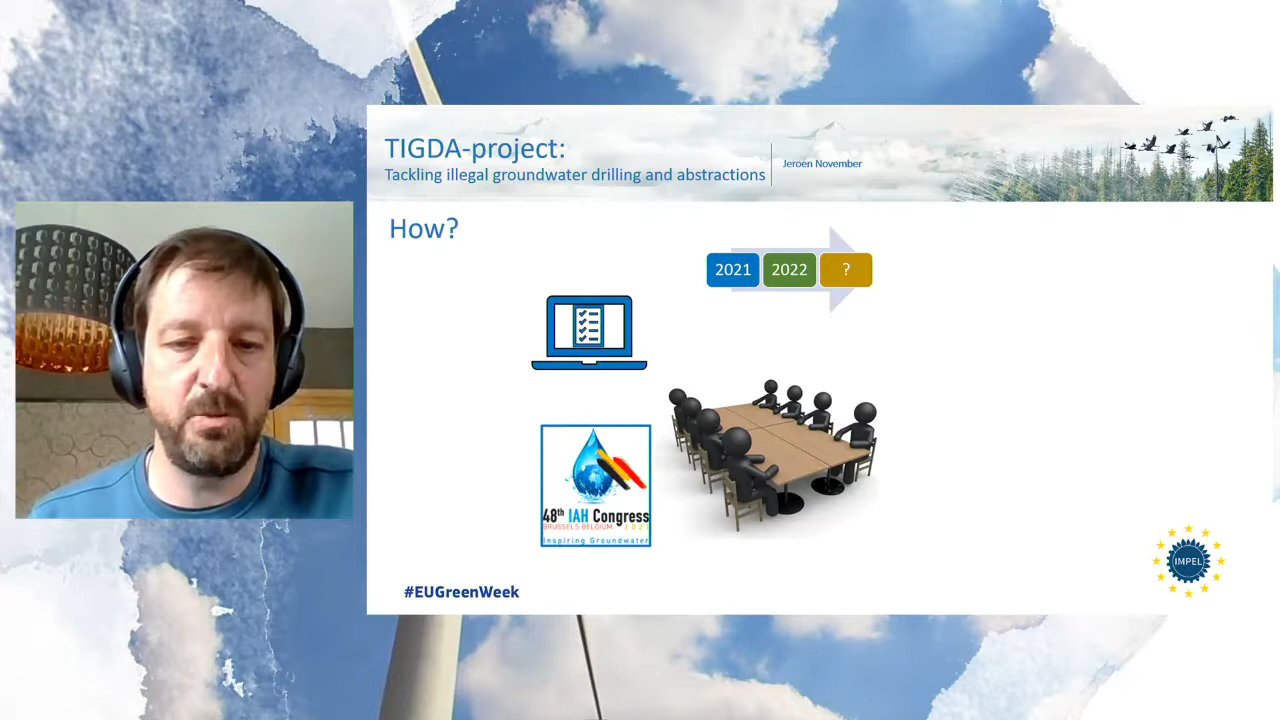 TIGDA-project:
Tackling illegal groundwater drilling and abstractions
Jeroen November
How?
2021
2022
?
48th IAH Congress
BRUSSELS BELGIUM 2021
Inspiring Groundwater
IMPEL
#EUGreenWeek